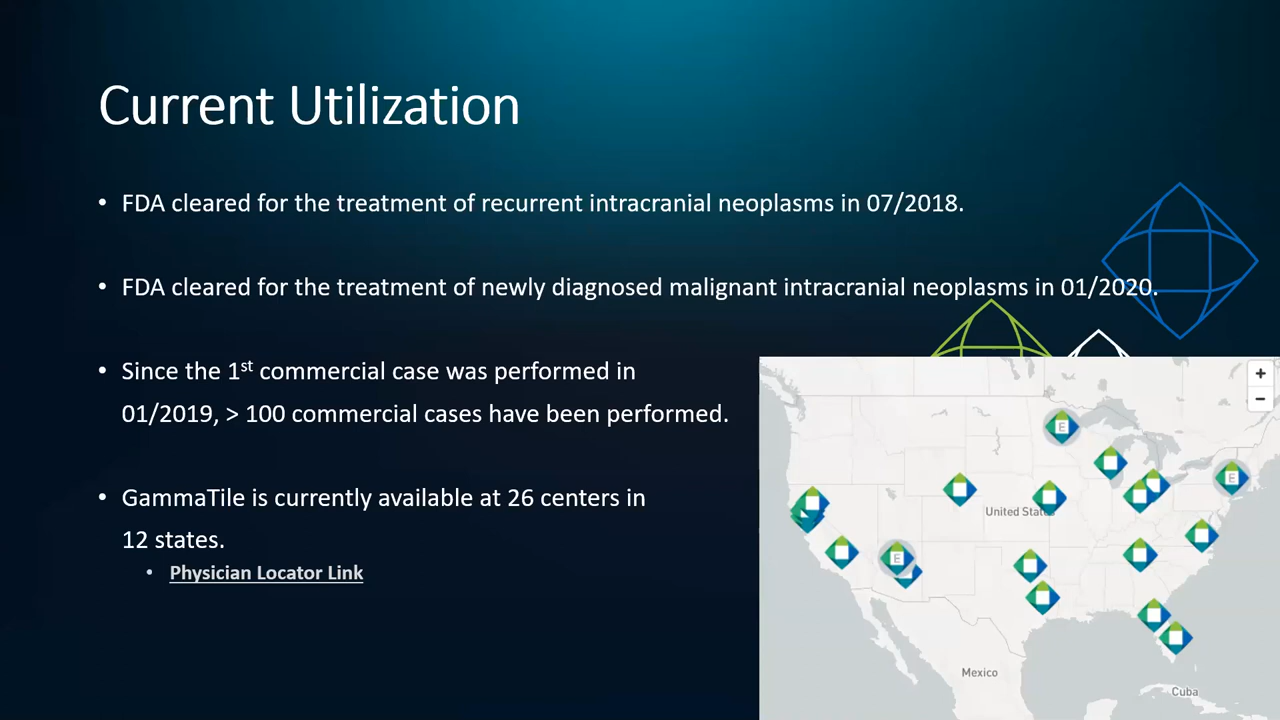 Current Utilization
• FDA cleared for the treatment of recurrent intracranial neoplasms in 07/2018.
• FDA cleared for the treatment of newly diagnosed malignant intracranial neoplasms in 01/2020.
• Since the 1st commercial case was performed in
01/2019, > 100 commercial cases have been performed.
• GammaTile is currently available at 26 centers in
12 states.
• Physician Locator Link
+
−
E
E
United States
E
Mexico
Cuba